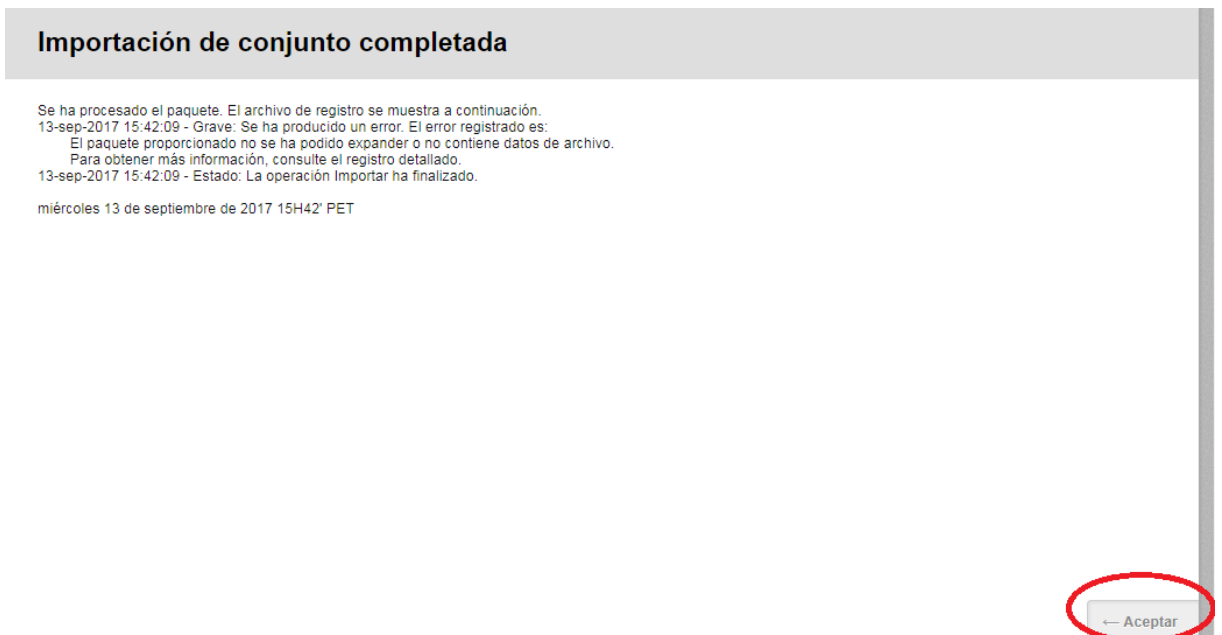 Importación de conjunto completada
Se ha procesado el paquete. El archivo de registro se muestra a continuación.
13-sep-2017 15:42:09 - Grave: Se ha producido un error. El error registrado es:
El paquete proporcionado no se ha podido expander o no contiene datos de archivo.
Para obtener más información, consulte el registro detallado.
13-sep-2017 15:42:09 - Estado: La operación Importar ha finalizado.
miércoles 13 de septiembre de 2017 15H42' PET
← Aceptar